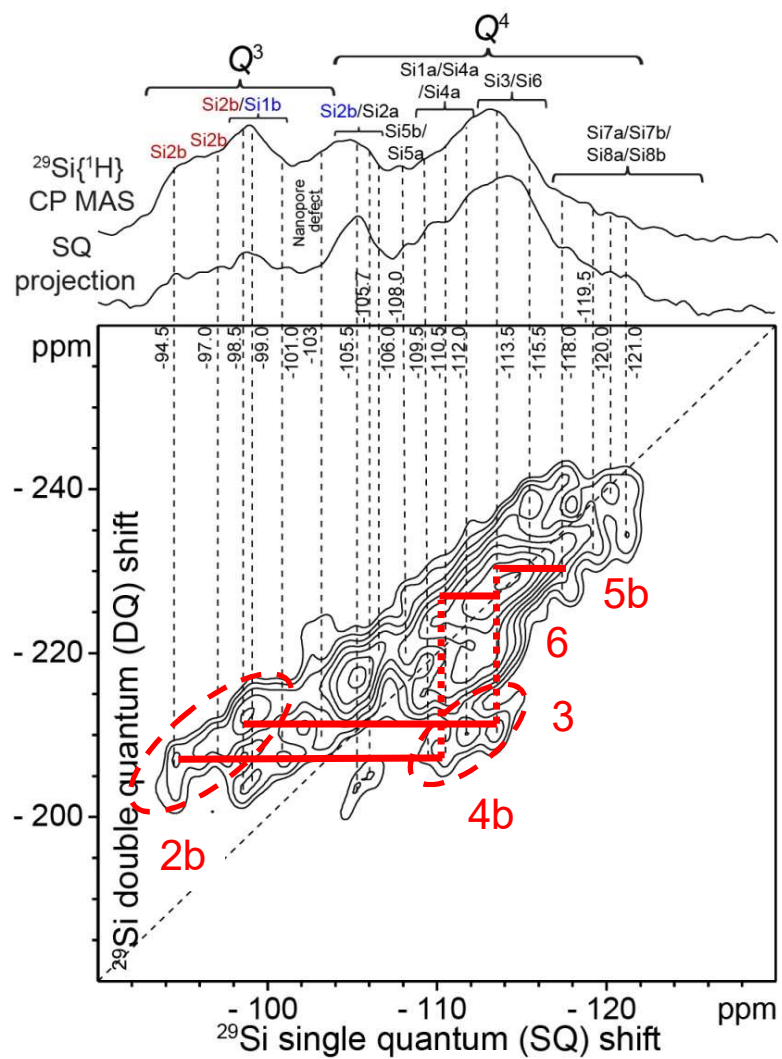 Q3
Q4
Si2b
Si2b
Si2b/Si1b
Si2b/Si2a
Si5b/
Si5a
Si1a/Si4a
/Si4a
Si3/Si6
Si7a/Si7b/
Si8a/Si8b
29Si{1H}
CP MAS
Nanopore
defect
SQ
projection
ppm
-94.5
-97.0
-98.5
-99.0
-101.0
-103
-105.5
-105.7
-106.0
-108.0
-109.5
-110.5
-112.0
-113.5
-115.5
-118.0
-119.5
-120.0
-121.0
- 240
- 220
- 200
29Si double quantum (DQ) shift
5b
6
3
4b
2b
- 100
- 110
- 120
ppm
29Si single quantum (SQ) shift